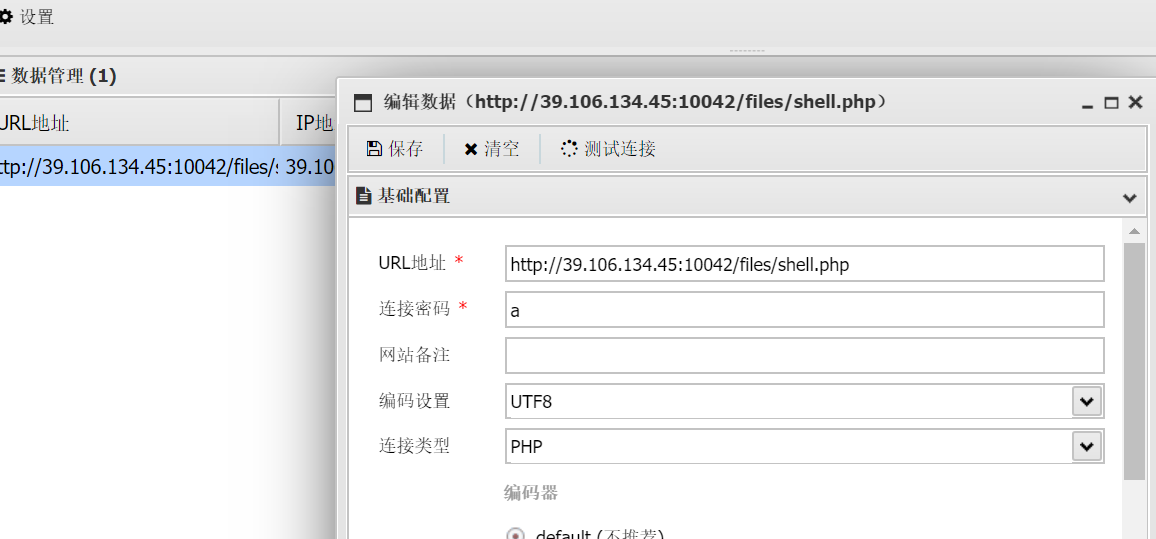 设置
数据管理 (1)
URL地址
IP地
ttp://39.106.134.45:10042/files/s
39.10
编辑数据（http://39.106.134.45:10042/files/shell.php）
保存
清空
测试连接
基础配置
URL地址 *
http://39.106.134.45:10042/files/shell.php
连接密码 *
a
网站备注
编码设置
UTF8
连接类型
PHP
编码器
default (不推荐)